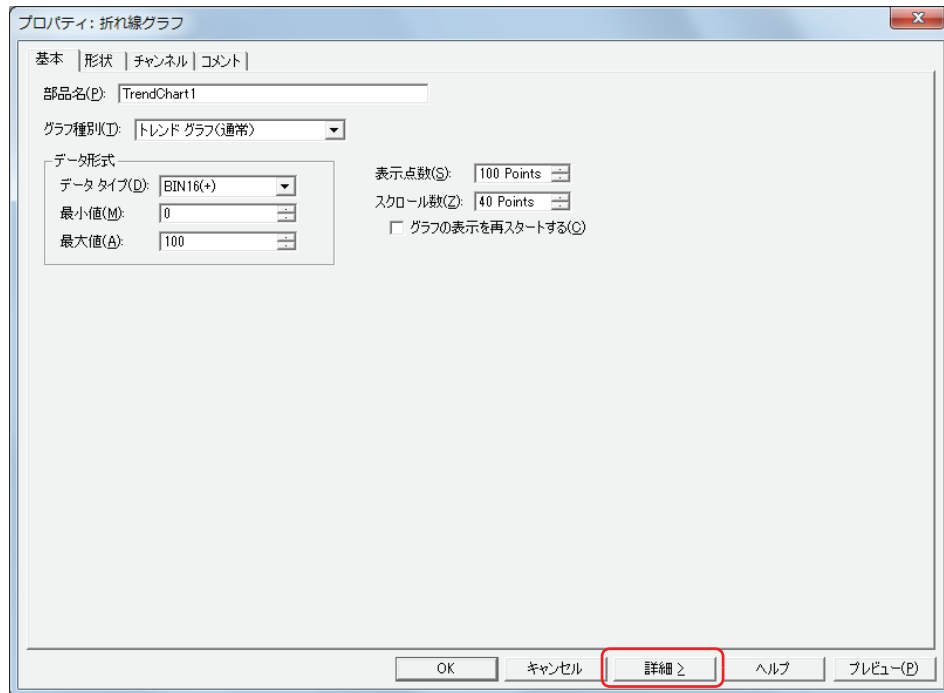 プロパティ: 折れ線グラフ
基本 形状 チャンネル コメント
部品名(P): TrendChart1
グラフ種別(T): トレンド グラフ(通常)
データ形式
データ タイプ(D): BIN16(+)
最小値(M): 0
最大値(A): 100
表示点数(S): 100 Points
スクロール数(Z): 40 Points
グラフの表示を再スタートする(C)
OK キャンセル 詳細 > ヘルプ プレビュー(P)